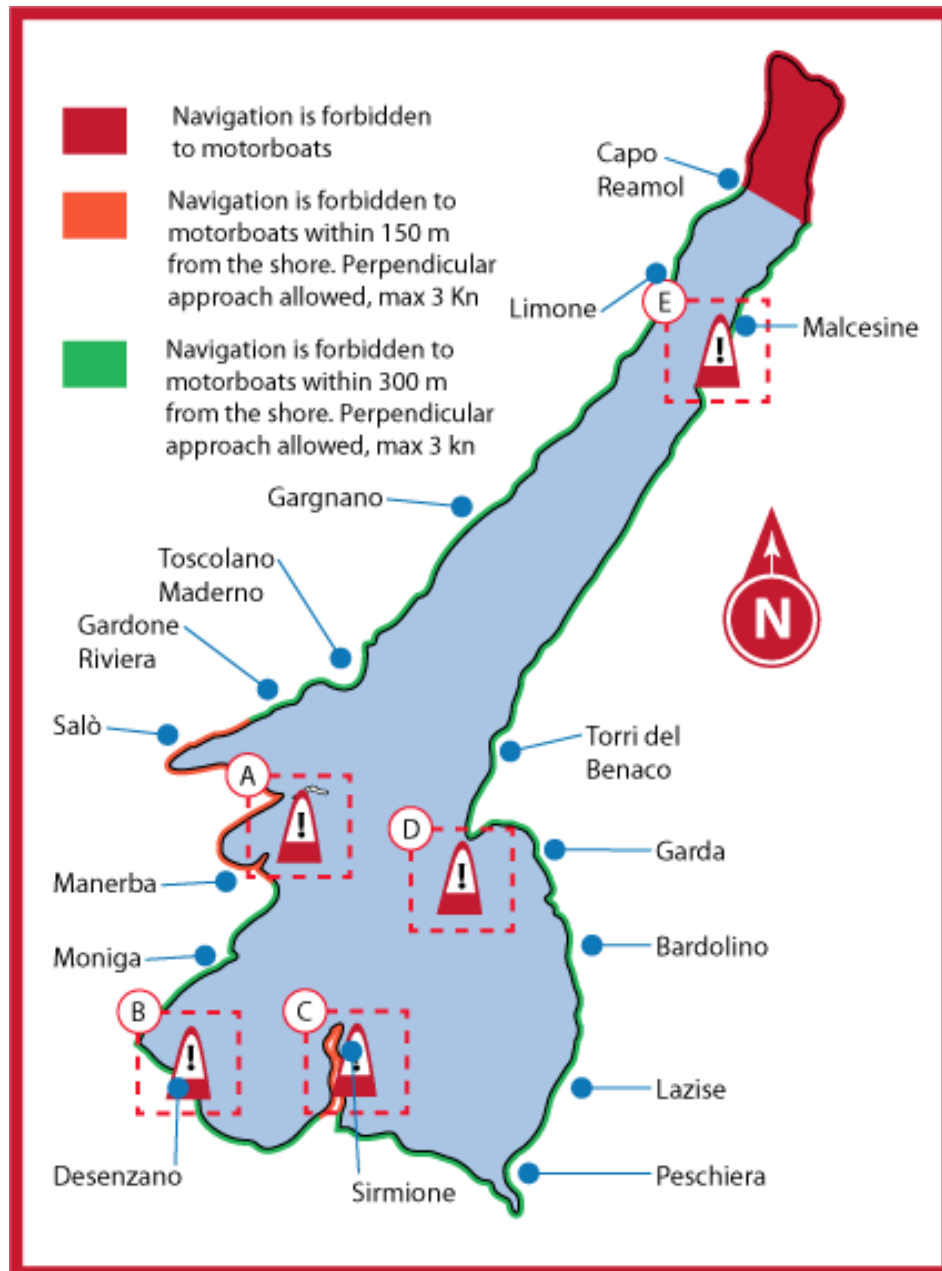 Navigation is forbidden
to motorboats
Navigation is forbidden to
motorboats within 150 m
from the shore. Perpendicular
approach allowed, max 3 Kn
Navigation is forbidden to
motorboats within 300 m
from the shore. Perpendicular
approach allowed, max 3 kn
Capo
Reamol
Limone
E
!
Malcesine
Gargnano
Toscolano
Maderno
N
Gardone
Riviera
Salò
Torri del
Benaco
A
!
D
!
Garda
Manerba
Moniga
Bardolino
B
!
C
!
Lazise
Desenzano
Sirmione
Peschiera